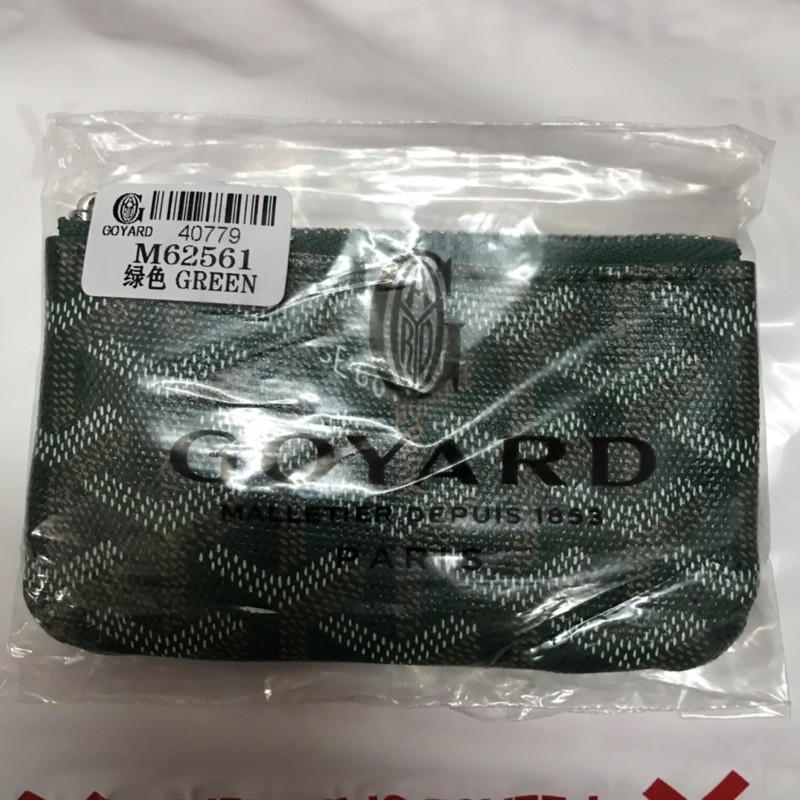 GOYARD 40779
M62561
绿色 GREEN
GOYARD
MALLETIER DEPUIS 1853
PARIS